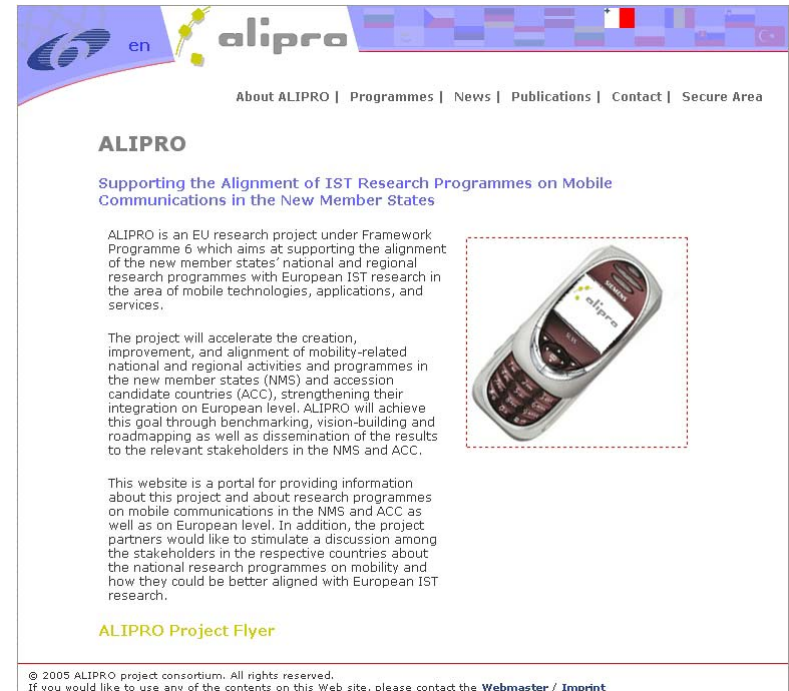 en
alipro
About ALIPRO | Programmes | News | Publications | Contact | Secure Area
ALIPRO
Supporting the Alignment of IST Research Programmes on Mobile
Communications in the New Member States
ALIPRO is an EU research project under Framework
Programme 6 which aims at supporting the alignment
of the new member states' national and regional
research programmes with European IST research in
the area of mobile technologies, applications, and
services.
SIEMENS
alipro
The project will accelerate the creation,
improvement, and alignment of mobility-related
national and regional activities and programmes in
the new member states (NMS) and accession
candidate countries (ACC), strengthening their
integration on European level. ALIPRO will achieve
this goal through benchmarking, vision-building and
roadmapping as well as dissemination of the results
to the relevant stakeholders in the NMS and ACC.
This website is a portal for providing information
about this project and about research programmes
on mobile communications in the NMS and ACC as
well as on European level. In addition, the project
partners would like to stimulate a discussion among
the stakeholders in the respective countries about
the national research programmes on mobility and
how they could be better aligned with European IST
research.
ALIPRO Project Flyer
© 2005 ALIPRO project consortium. All rights reserved.
If you would like to use any of the contents on this Web site, please contact the Webmaster / Imprint